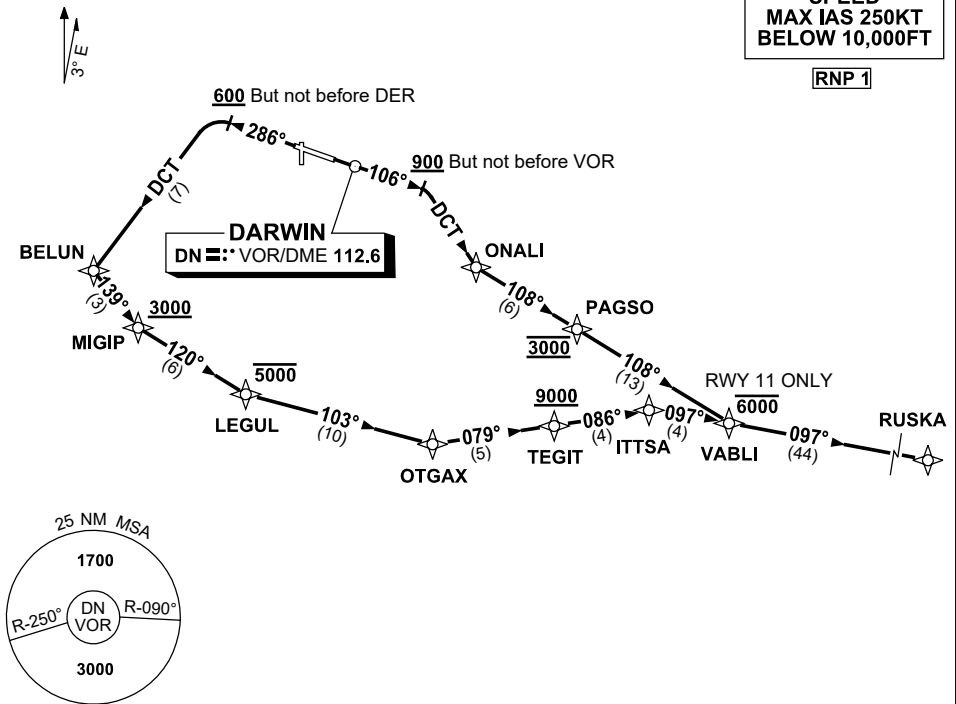 SPEED
MAX IAS 250KT
BELOW 10,000FT
RNP 1
3° E
600 But not before DER
286°
106°
900 But not before VOR
DCT
(7)
DCT
DARWIN
DN VOR/DME 112.6
BELUN
139°
(3)
3000
MIGIP
120°
(6)
5000
LEGUL
103°
(10)
OTGAX
079°
(5)
9000
TEGIT
086°
(4)
ITTSA
097°
(4)
ONALI
108°
(6)
PAGSO
3000
108°
(13)
RWY 11 ONLY
6000
VABLI
097°
(44)
RUSKA
25 NM MSA
1700
R-250°
DN
VOR
R-090°
3000